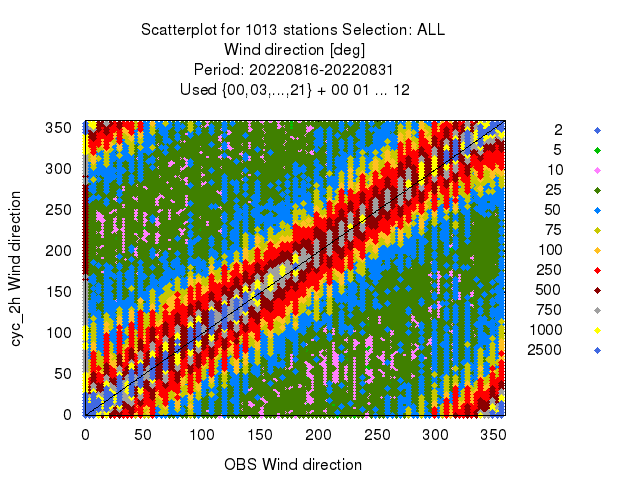 Scatterplot for 1013 stations Selection: ALL
Wind direction [deg]
Period: 20220816-20220831
Used {00,03,...,21} + 00 01 ... 12
cyc_2h Wind direction
350
300
250
200
150
100
50
0
0 50 100 150 200 250 300 350
OBS Wind direction
2
5
10
25
50
75
100
250
500
750
1000
2500